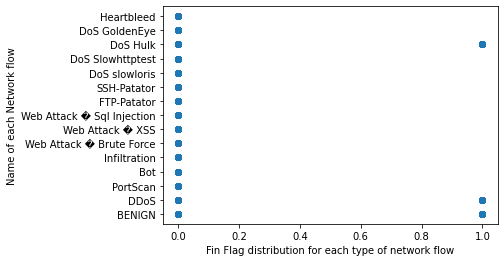 Heartbleed
DoS GoldenEye
DoS Hulk
DoS Slowhttptest
DoS slowloris
SSH-Patator
FTP-Patator
Web Attack � Sql Injection
Web Attack � XSS
Web Attack � Brute Force
Infiltration
Bot
PortScan
DDoS
BENIGN
Name of each Network flow
0.0 0.2 0.4 0.6 0.8 1.0
Fin Flag distribution for each type of network flow